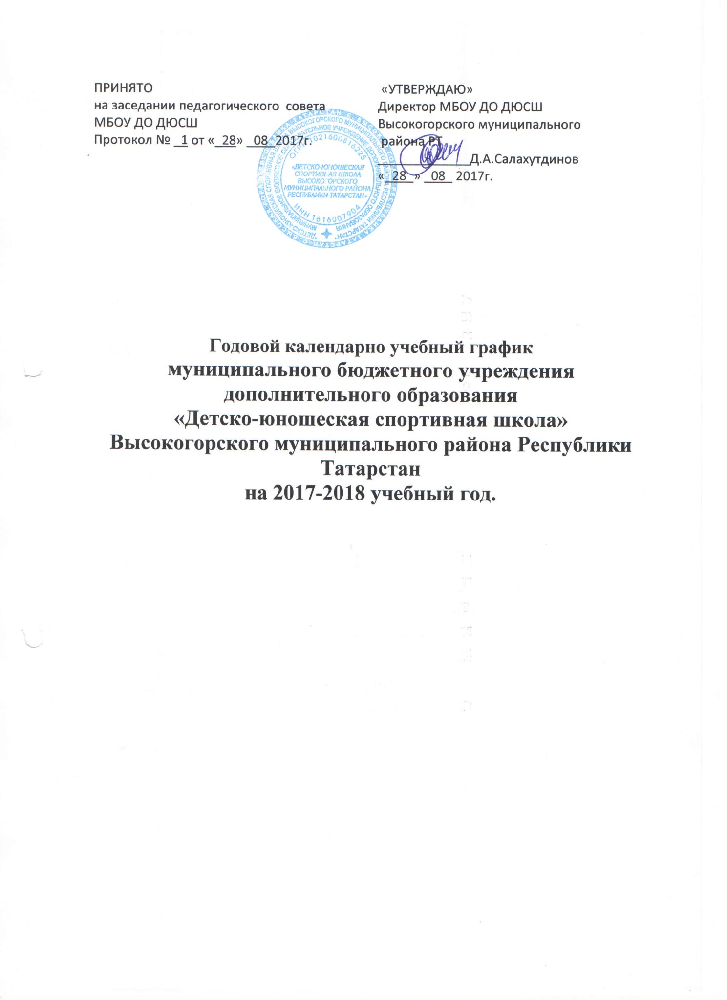 ПРИНЯТО
на заседании педагогического совета
МБОУ ДО ДЮСШ
Протокол № 1 от « 28» 08 2017г.
«УТВЕРЖДАЮ»
Директор МБОУ ДО ДЮСШ
Высокогорского муниципального
района РТ
Д.А.Салахутдинов
« 28 » 08 2017г.
1021600816225
«ДЕТСКО-ЮНОШЕСКАЯ
СПОРТИВНАЯ ШКОЛА
ВЫСОКОГОРСКОГО
МУНИЦИПАЛЬНОГО РАЙОНА
РЕСПУБЛИКИ ТАТАРСТАН»
ИНН 1616007904
Годовой календарно учебный график
муниципального бюджетного учреждения
дополнительного образования
«Детско-юношеская спортивная школа»
Высокогорского муниципального района Республики
Татарстан
на 2017-2018 учебный год.